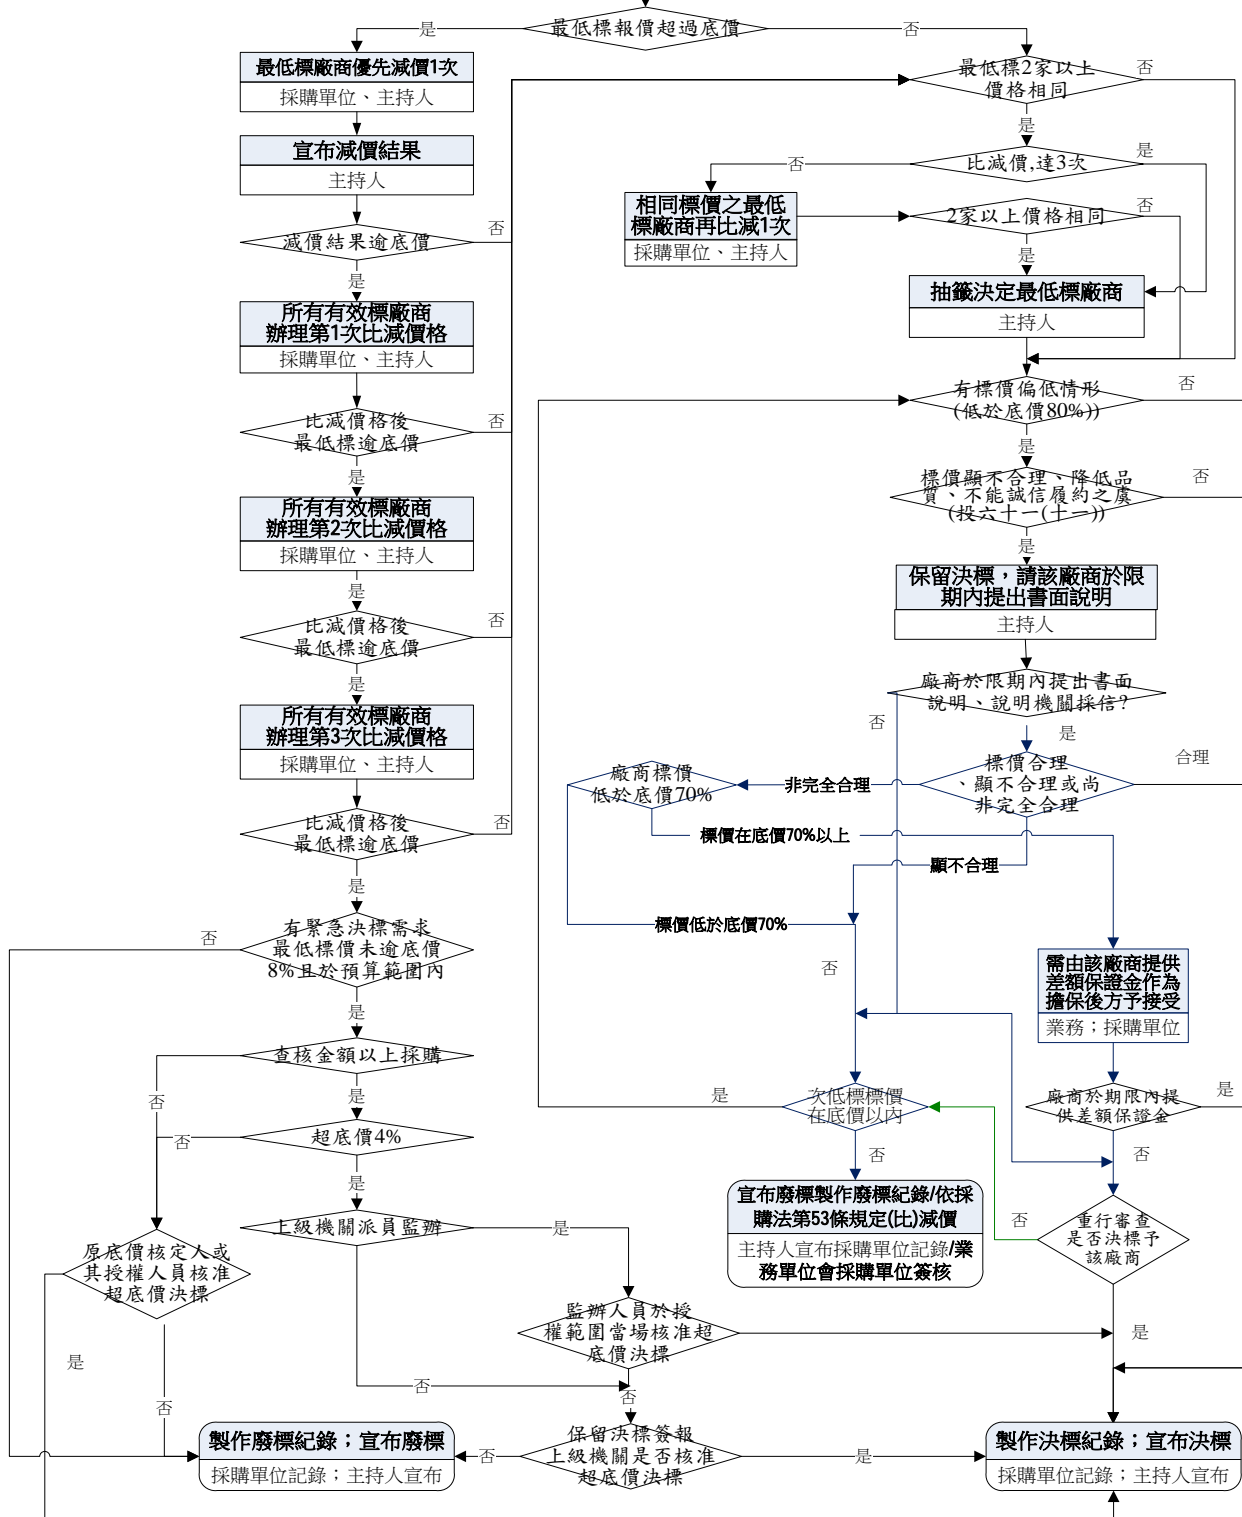 最低標報價超過底價
是
否
最低標廠商優先減價1次
採購單位、主持人
宣布減價結果
主持人
減價結果逾底價
否
是
所有有效標廠商
辦理第1次比減價格
採購單位、主持人
比減價格後
最低標逾底價
否
是
所有有效標廠商
辦理第2次比減價格
採購單位、主持人
比減價格後
最低標逾底價
否
是
所有有效標廠商
辦理第3次比減價格
採購單位、主持人
比減價格後
最低標逾底價
否
是
有緊急決標需求
最低標價未逾底價
8%且於預算範圍內
否
是
查核金額以上採購
否
是
超底價4%
否
是
上級機關派員監辦
是
否
原底價核定人或
其授權人員核准
超底價決標
是
否
監辦人員於授
權範圍當場核准超
底價決標
是
否
保留決標簽報
上級機關是否核准
超底價決標
否
是
製作廢標紀錄；宣布廢標
採購單位記錄；主持人宣布
最低標2家以上
價格相同
否
是
比減價,達3次
否
是
相同標價之最低
標廠商再比減1次
採購單位、主持人
2家以上價格相同
否
是
抽籤決定最低標廠商
主持人
有標價偏低情形
(低於底價80%))
否
是
標價顯不合理、降低品
質、不能誠信履約之虞
(投六十一(十一))
否
是
保留決標，請該廠商於限
期內提出書面說明
主持人
廠商於限期內提出書面
說明、說明機關採信?
否
是
標價合理
、顯不合理或尚
非完全合理
合理
非完全合理
顯不合理
廠商標價
低於底價70%
標價在底價70%以上
標價低於底價70%
否
需由該廠商提供
差額保證金作為
擔保後方予接受
業務；採購單位
廠商於期限內提
供差額保證金
是
否
次低標標價
在底價以內
是
否
宣布廢標製作廢標紀錄/依採
購法第53條規定(比)減價
主持人宣布採購單位記錄/業
務單位會採購單位簽核
重行審查
是否決標予
該廠商
否
製作決標紀錄；宣布決標
採購單位記錄；主持人宣布